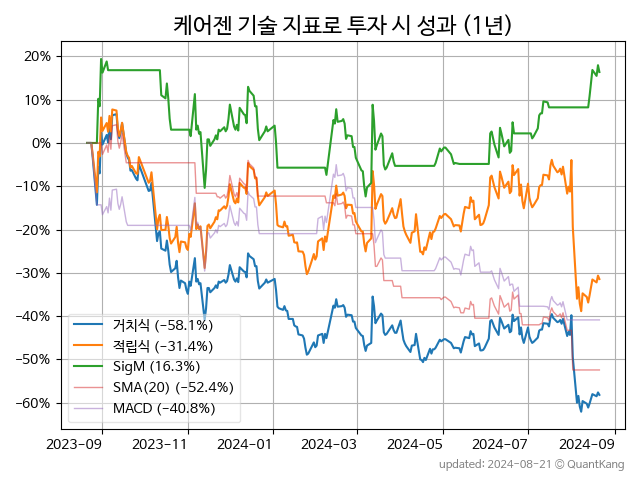 케어젠 기술 지표로 투자 시 성과 (1년)
20%
10%
0%
−10%
−20%
−30%
−40%
−50%
−60%
거치식 (−58.1%)
적립식 (−31.4%)
SigM (16.3%)
SMA(20) (−52.4%)
MACD (−40.8%)
2023-09 2023-11 2024-01 2024-03 2024-05 2024-07 2024-09
updated: 2024-08-21 © QuantKang